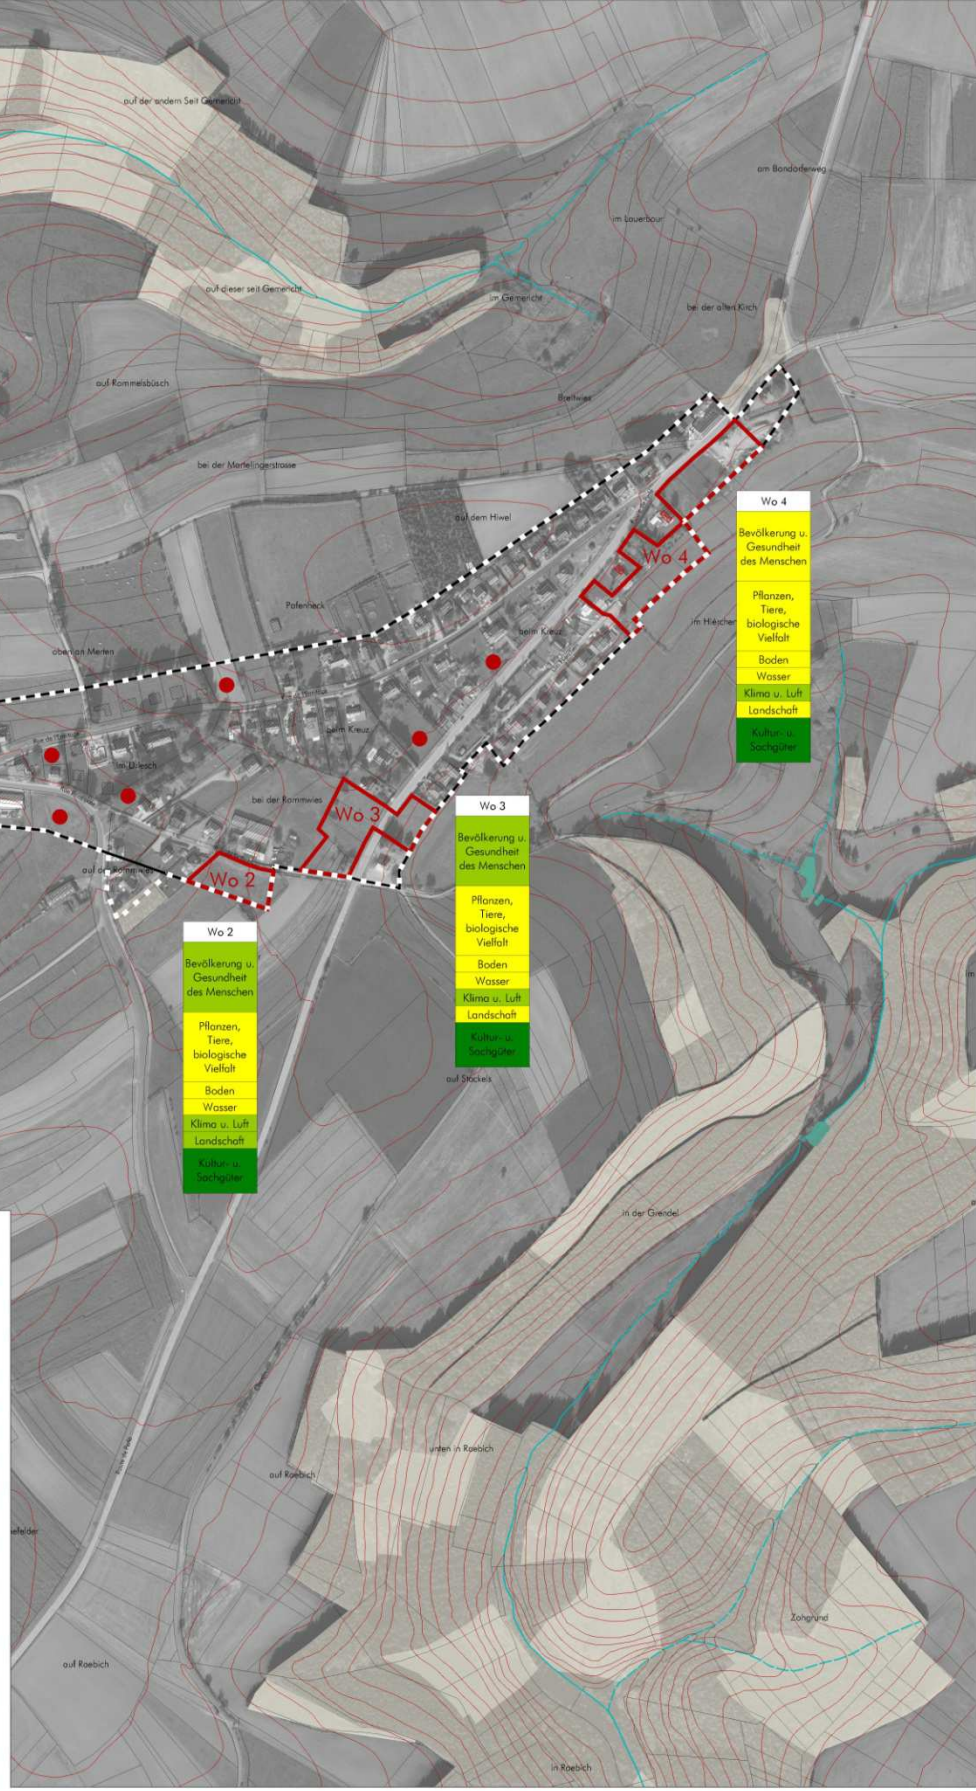 auf der andern Seit Gemericht
am Bondorferweg
im Lauerbour
auf dieser seit Gemericht
im Gemericht
bei der alten Kirch
auf Rommelsbüsch
Breitwies
bei der Martelingerstrasse
auf dem Hiwel
Wo 4
Wo 4
Bevölkerung u.
Gesundheit
des Menschen
Pflanzen,
Tiere,
biologische
Vielfalt
Boden
Wasser
Klima u. Luft
Landschaft
Kultur- u.
Sachgüter
Pafenheck
im Hiérchen
beim Kreuz
oben an Merten
beim Kreuz
im Urlesch
bei der Rommwies
Wo 3
Wo 3
Bevölkerung u.
Gesundheit
des Menschen
Pflanzen,
Tiere,
biologische
Vielfalt
Boden
Wasser
Klima u. Luft
Landschaft
Kultur- u.
Sachgüter
Wo 2
Wo 2
Bevölkerung u.
Gesundheit
des Menschen
Pflanzen,
Tiere,
biologische
Vielfalt
Boden
Wasser
Klima u. Luft
Landschaft
Kultur- u.
Sachgüter
auf Stockels
in der Grendel
unten in Raebich
auf Raebich
Zohgrund
auf Raebich
in Raebich